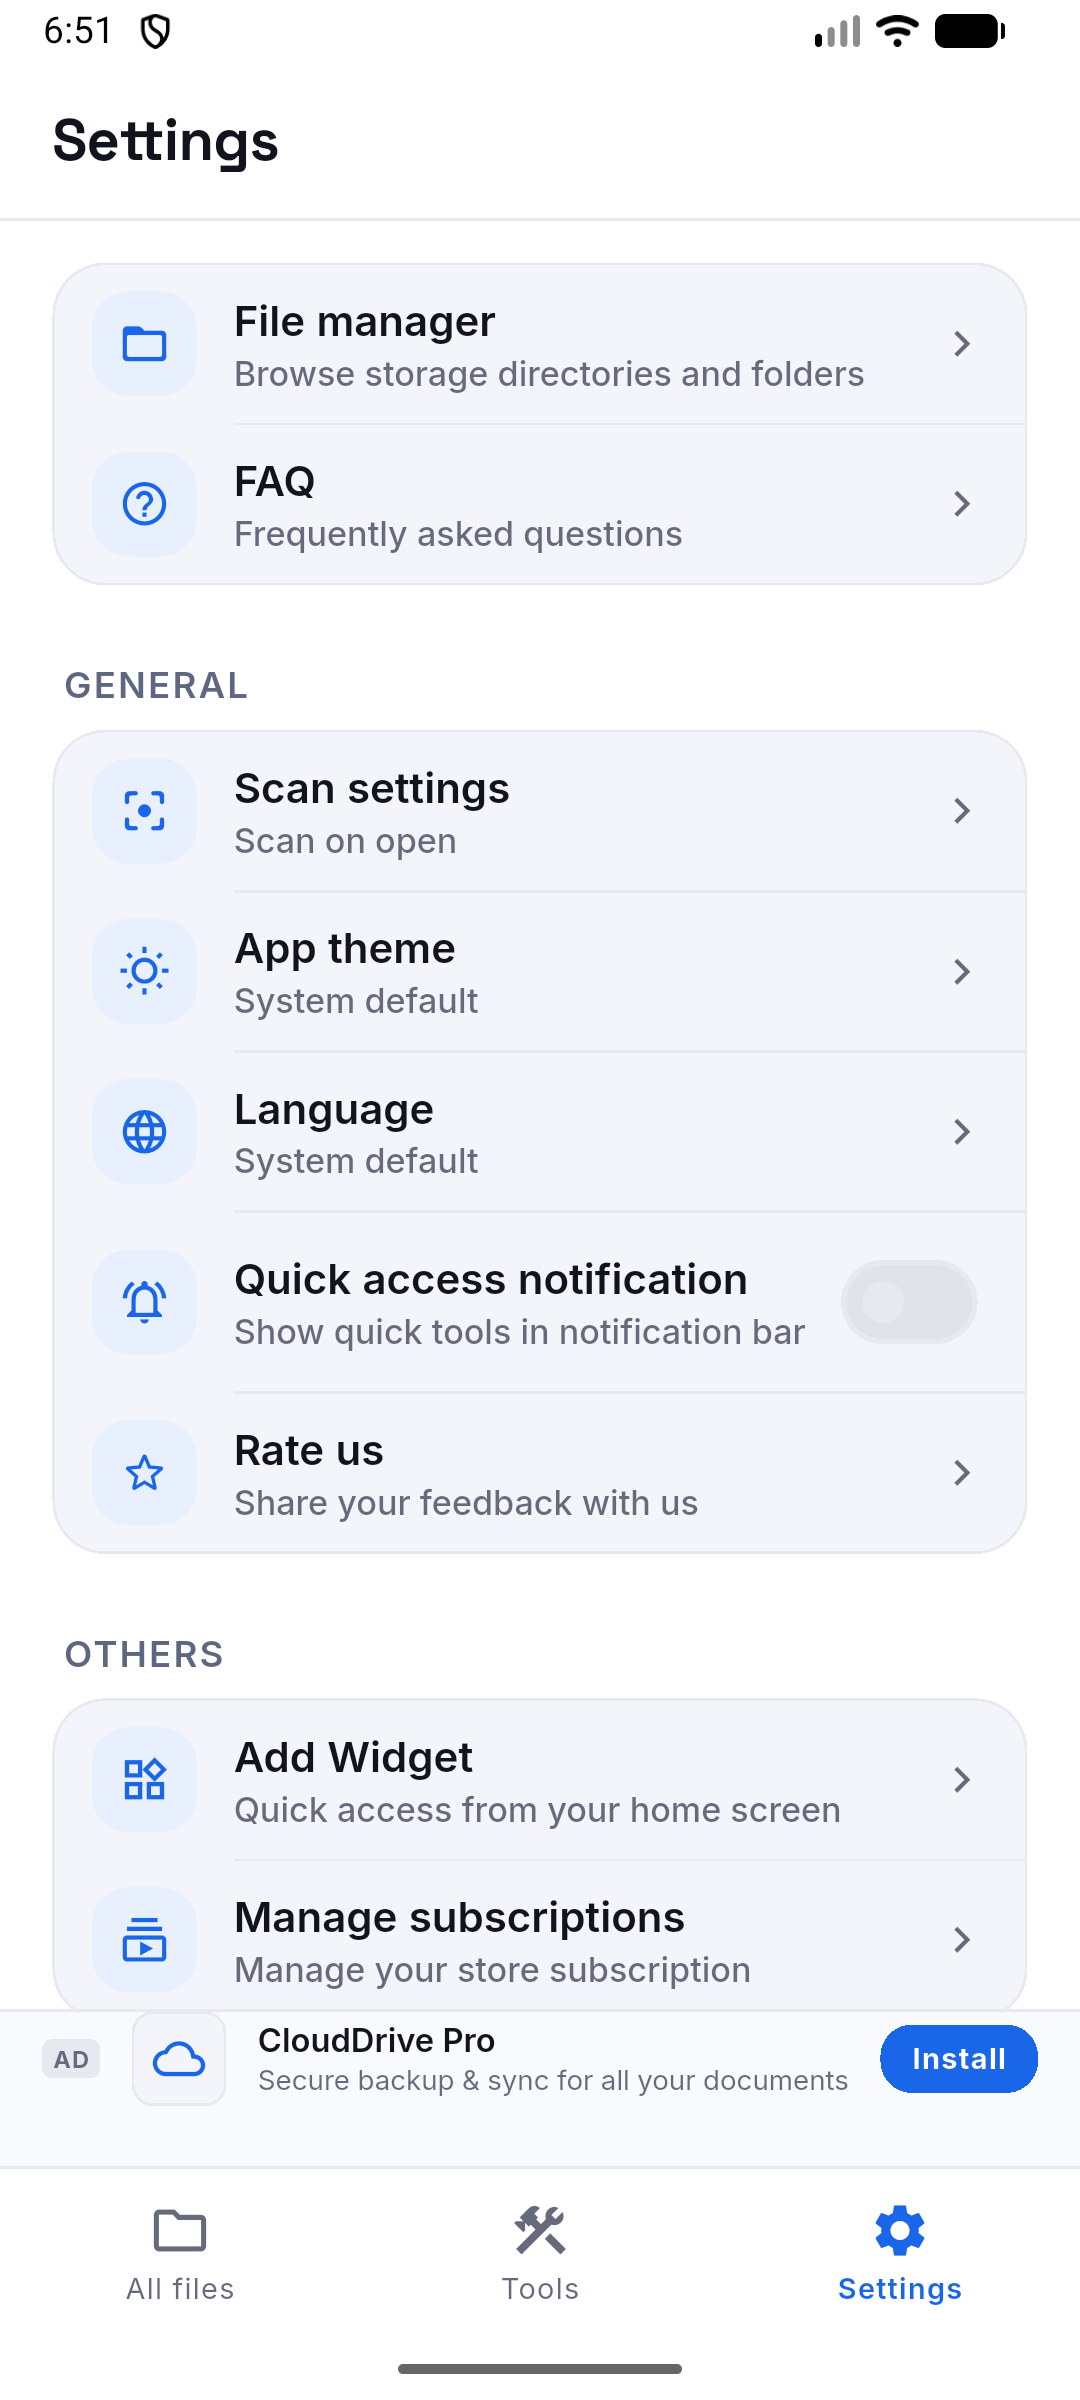 6:51
Settings
File manager
Browse storage directories and folders
FAQ
Frequently asked questions
GENERAL
Scan settings
Scan on open
App theme
System default
Language
System default
Quick access notification
Show quick tools in notification bar
Rate us
Share your feedback with us
OTHERS
Add Widget
Quick access from your home screen
Manage subscriptions
Manage your store subscription
AD
CloudDrive Pro
Secure backup & sync for all your documents
Install
All files
Tools
Settings